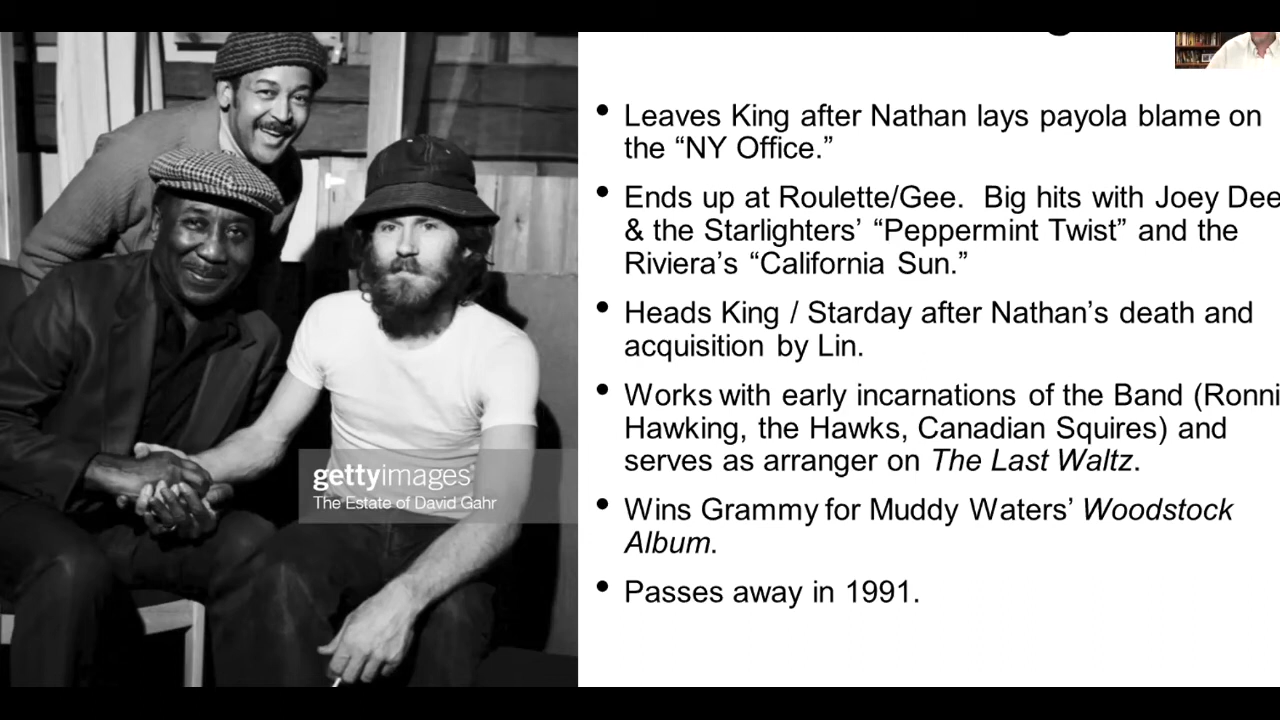 Leaves King after Nathan lays payola blame on
the “NY Office.”
Ends up at Roulette/Gee. Big hits with Joey Dee
& the Starlighters’ “Peppermint Twist” and the
Riviera’s “California Sun.”
Heads King / Starday after Nathan’s death and
acquisition by Lin.
Works with early incarnations of the Band (Ronni
Hawking, the Hawks, Canadian Squires) and
serves as arranger on The Last Waltz.
Wins Grammy for Muddy Waters’ Woodstock
Album.
Passes away in 1991.
gettyimages®
The Estate of David Gahr